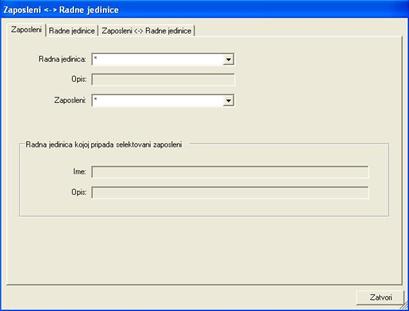 Zaposleni <-> Radne jedinice
Zaposleni Radne jedinice Zaposleni <-> Radne jedinice
Radna jedinica: *
Opis:
Zaposleni: *
Radna jedinica kojoj pripada selektovani zaposleni
Ime:
Opis:
Zatvori